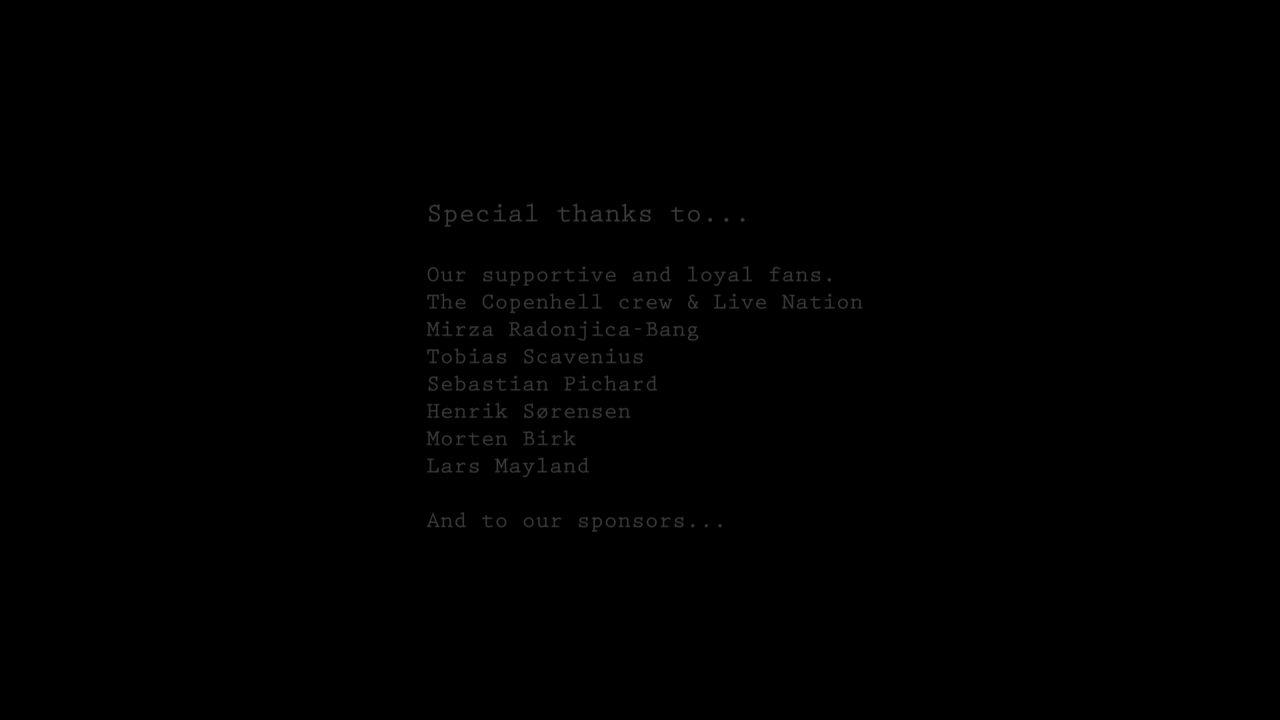 Special thanks to...
Our supportive and loyal fans.
The Copenhell crew & Live Nation
Mirza Radonjica-Bang
Tobias Scavenius
Sebastian Pichard
Henrik Sørensen
Morten Birk
Lars Mayland
And to our sponsors...